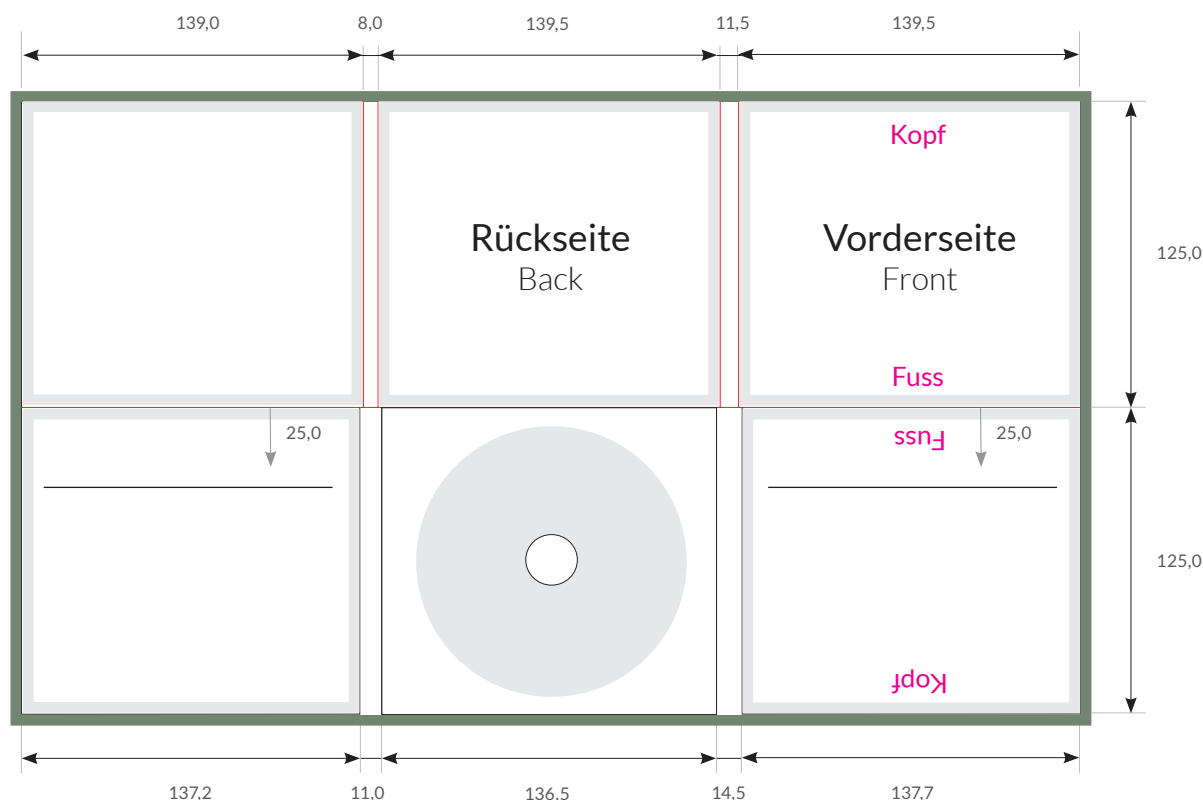 139,0 8,0 139,5 11,5 139,5
Kopf
Rückseite
Back
Vorderseite
Front
125,0
Fuss
25,0
Fuss
25,0
125,0
Kopf
137,2 11,0 136,5 14,5 137,7